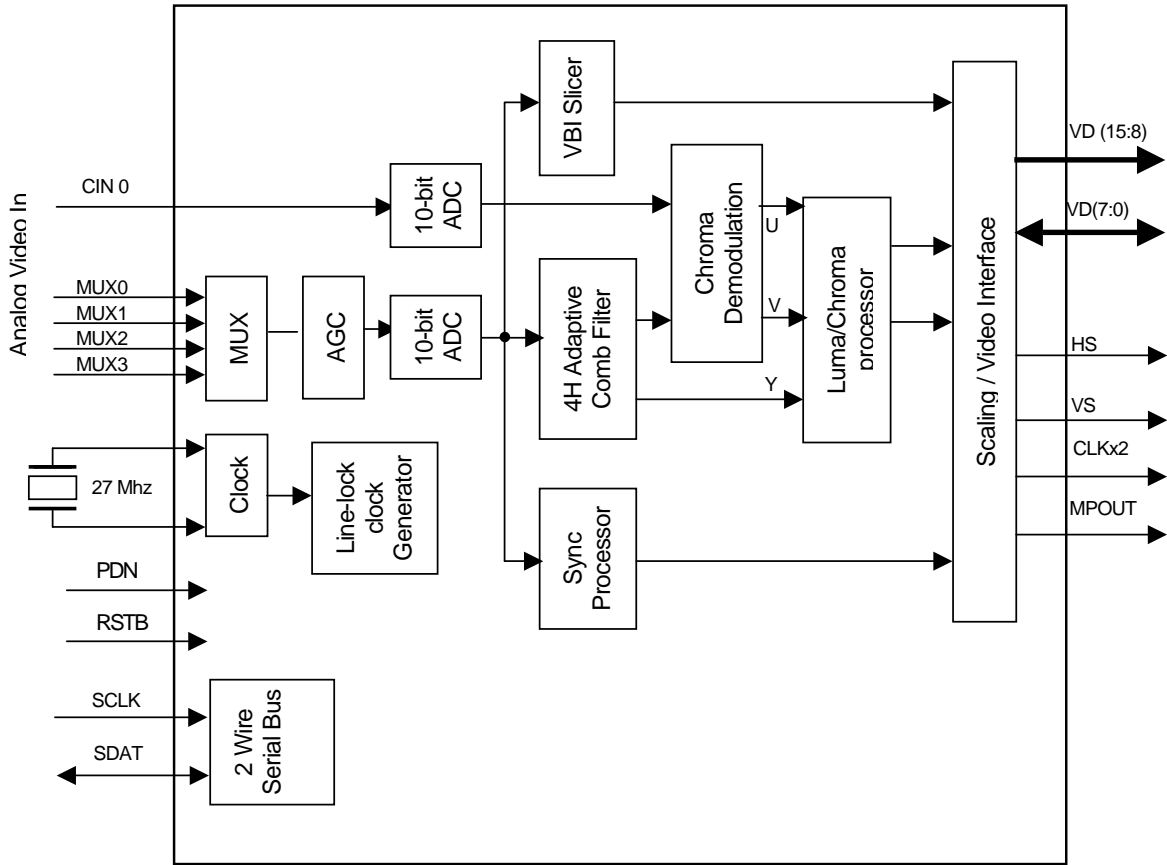 Analog Video In
CIN 0
MUX0
MUX1
MUX2
MUX3
27 Mhz
PDN
RSTB
SCLK
SDAT
MUX
AGC
10-bit
ADC
10-bit
ADC
Clock
Line-lock
clock
Generator
2 Wire
Serial Bus
VBI Slicer
4H Adaptive
Comb Filter
Sync
Processor
Chroma
Demodulation
U
V
Y
Luma/Chroma
processor
Scaling / Video Interface
VD (15:8)
VD(7:0)
HS
VS
CLKx2
MPOUT